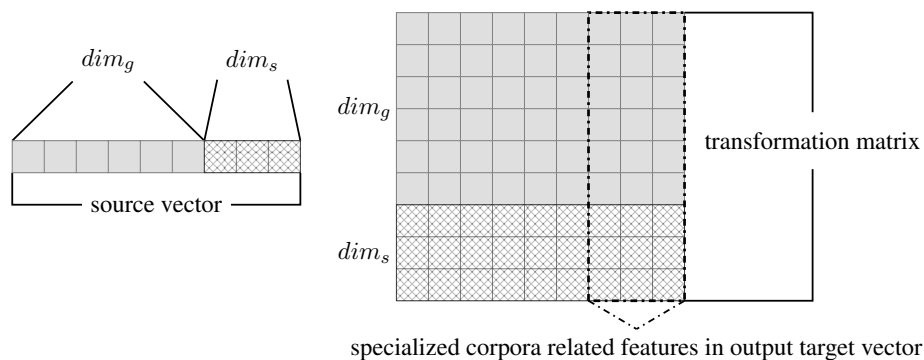 dim_g dim_s
source vector
dim_g
dim_s
transformation matrix
specialized corpora related features in output target vector